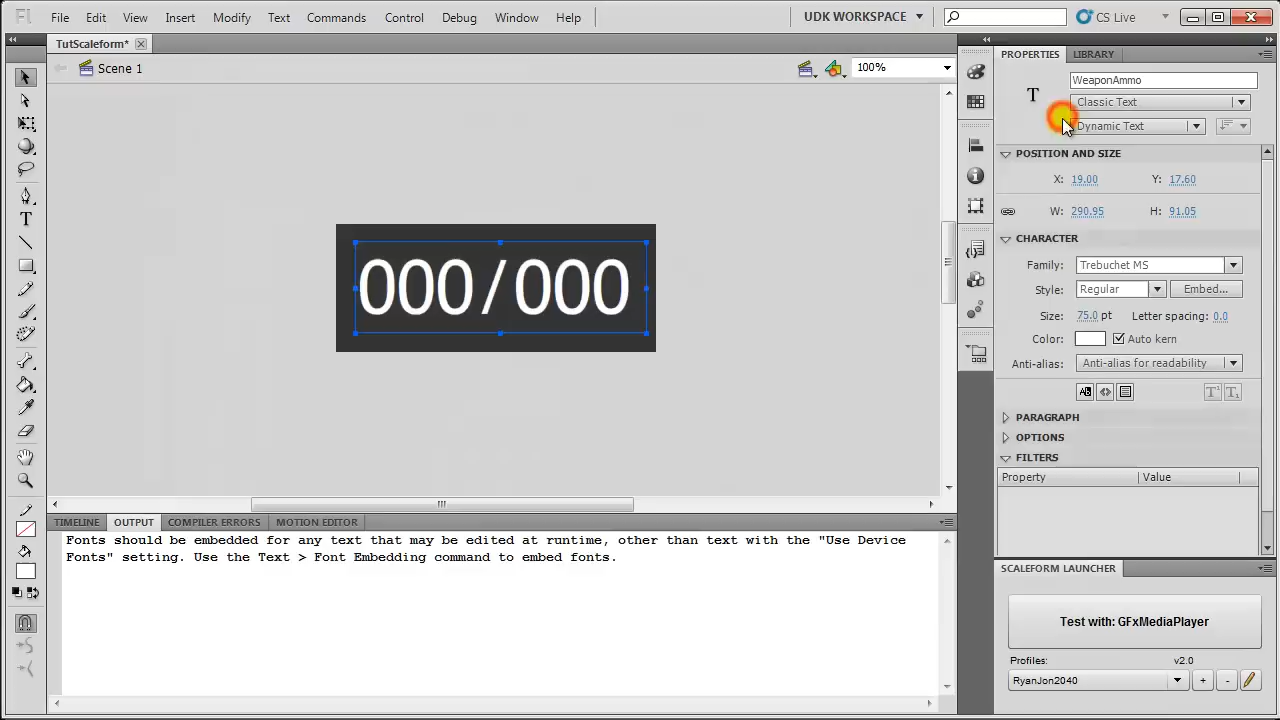 Fl File Edit View Insert Modify Text Commands Control Debug Window Help UDK WORKSPACE CS Live
TutScaleform*
Scene 1
100%
000/000
PROPERTIES LIBRARY
T
WeaponAmmo
Classic Text
Dynamic Text
POSITION AND SIZE
X: 19.00 Y: 17.60
W: 290.95 H: 91.05
CHARACTER
Family: Trebuchet MS
Style: Regular Embed...
Size: 75.0 pt Letter spacing: 0.0
Color: Auto kern
Anti-alias: Anti-alias for readability
PARAGRAPH
OPTIONS
FILTERS
Property Value
TIMELINE OUTPUT COMPILER ERRORS MOTION EDITOR
Fonts should be embedded for any text that may be edited at runtime, other than text with the "Use Device
Fonts" setting. Use the Text > Font Embedding command to embed fonts.
SCALEFORM LAUNCHER
Test with: GFxMediaPlayer
Profiles: v2.0
RyanJon2040 + -